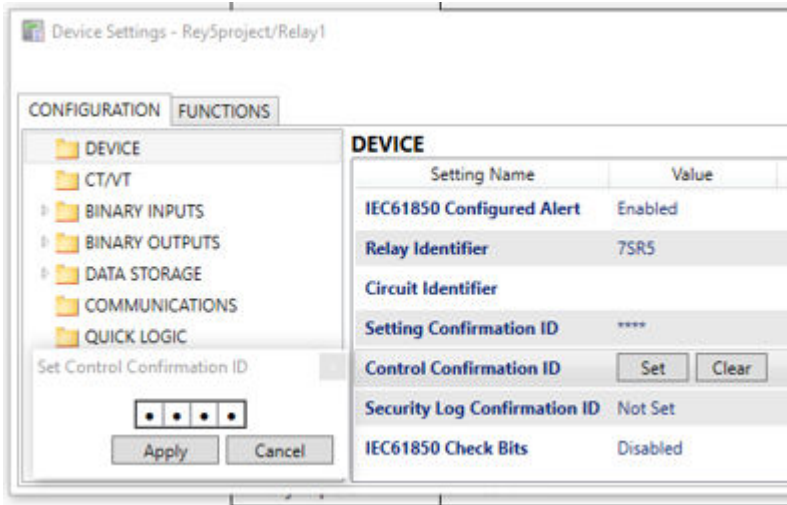 Device Settings - Rey5project/Relay1
CONFIGURATION FUNCTIONS
DEVICE
CT/VT
BINARY INPUTS
BINARY OUTPUTS
DATA STORAGE
COMMUNICATIONS
QUICK LOGIC
Set Control Confirmation ID
Apply Cancel
DEVICE
Setting Name Value
IEC61850 Configured Alert Enabled
Relay Identifier 7SR5
Circuit Identifier
Setting Confirmation ID ****
Control Confirmation ID Set Clear
Security Log Confirmation ID Not Set
IEC61850 Check Bits Disabled